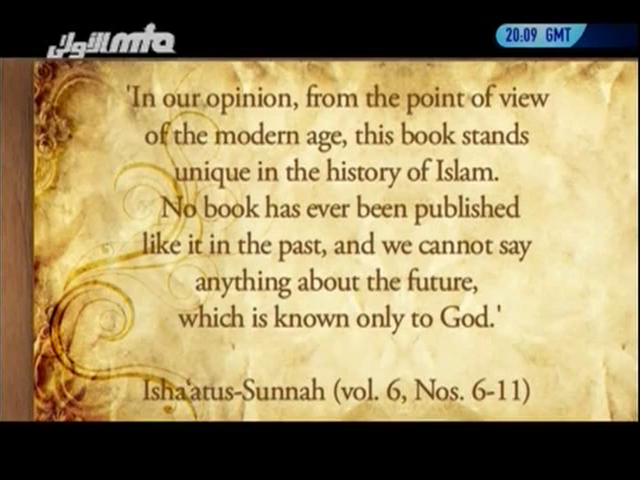 الأولى mta
20:09 GMT
'In our opinion, from the point of view
of the modern age, this book stands
unique in the history of Islam.
No book has ever been published
like it in the past, and we cannot say
anything about the future,
which is known only to God.'
Isha'atus-Sunnah (vol. 6, Nos. 6-11)